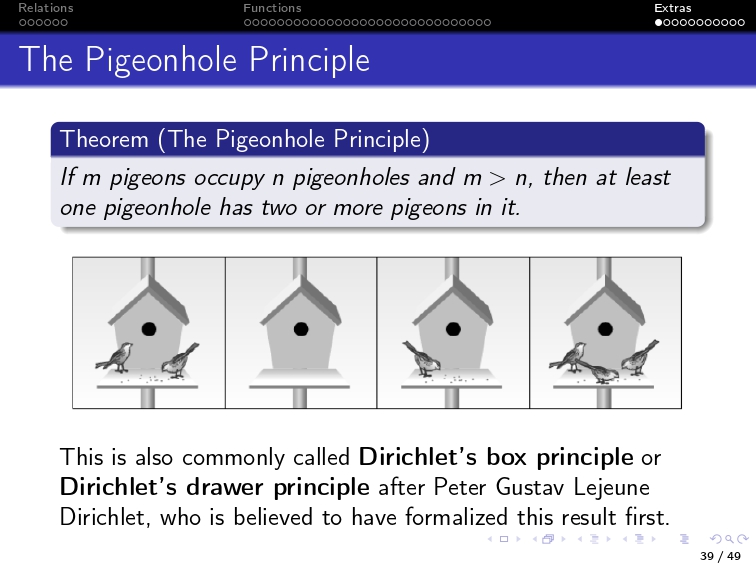 Relations Functions Extras
The Pigeonhole Principle
Theorem (The Pigeonhole Principle)
If m pigeons occupy n pigeonholes and m > n, then at least
one pigeonhole has two or more pigeons in it.
This is also commonly called Dirichlet's box principle or
Dirichlet's drawer principle after Peter Gustav Lejeune
Dirichlet, who is believed to have formalized this result first.
39 / 49